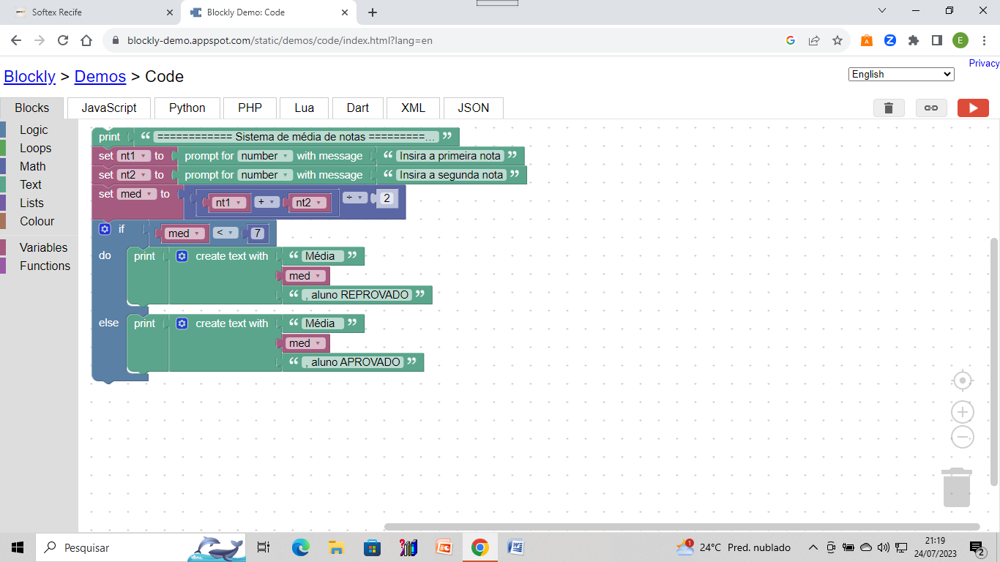 Softex Recife
Blockly Demo: Code
blockly-demo.appspot.com/static/demos/code/index.html?lang=en
E
Privacy
Blockly > Demos > Code
English
Blocks JavaScript Python PHP Lua Dart XML JSON
Logic
Loops
Math
Text
Lists
Colour
Variables
Functions
print “ ============ Sistema de média de notas =========... ”
set nt1 to prompt for number with message “ Insira a primeira nota ”
set nt2 to prompt for number with message “ Insira a segunda nota ”
set med to nt1 + nt2 ÷ 2
if med < 7
do print create text with “ Média ”
med
“ , aluno REPROVADO ”
else print create text with “ Média ”
med
“ , aluno APROVADO ”
Pesquisar
1
24°C Pred. nublado
21:19
24/07/2023
2